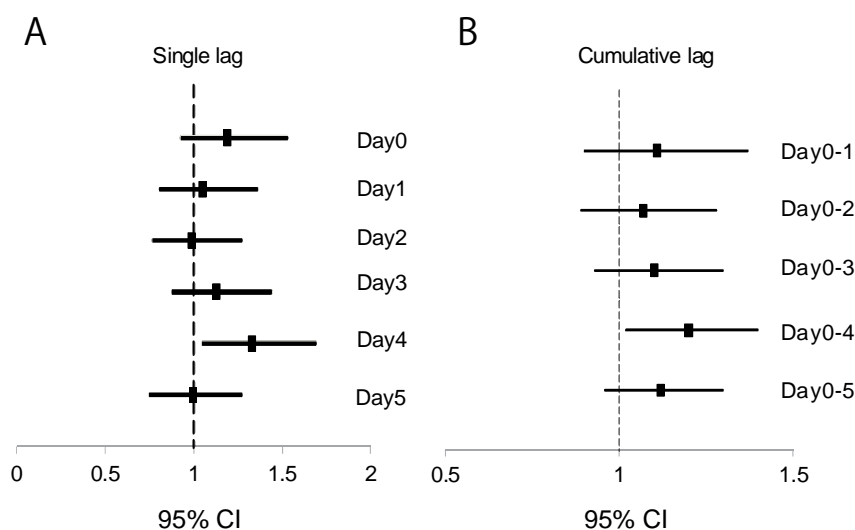 A
Single lag
Day0
Day1
Day2
Day3
Day4
Day5
0 0.5 1 1.5 2
95% CI
B
Cumulative lag
Day0-1
Day0-2
Day0-3
Day0-4
Day0-5
0.5 1 1.5
95% CI